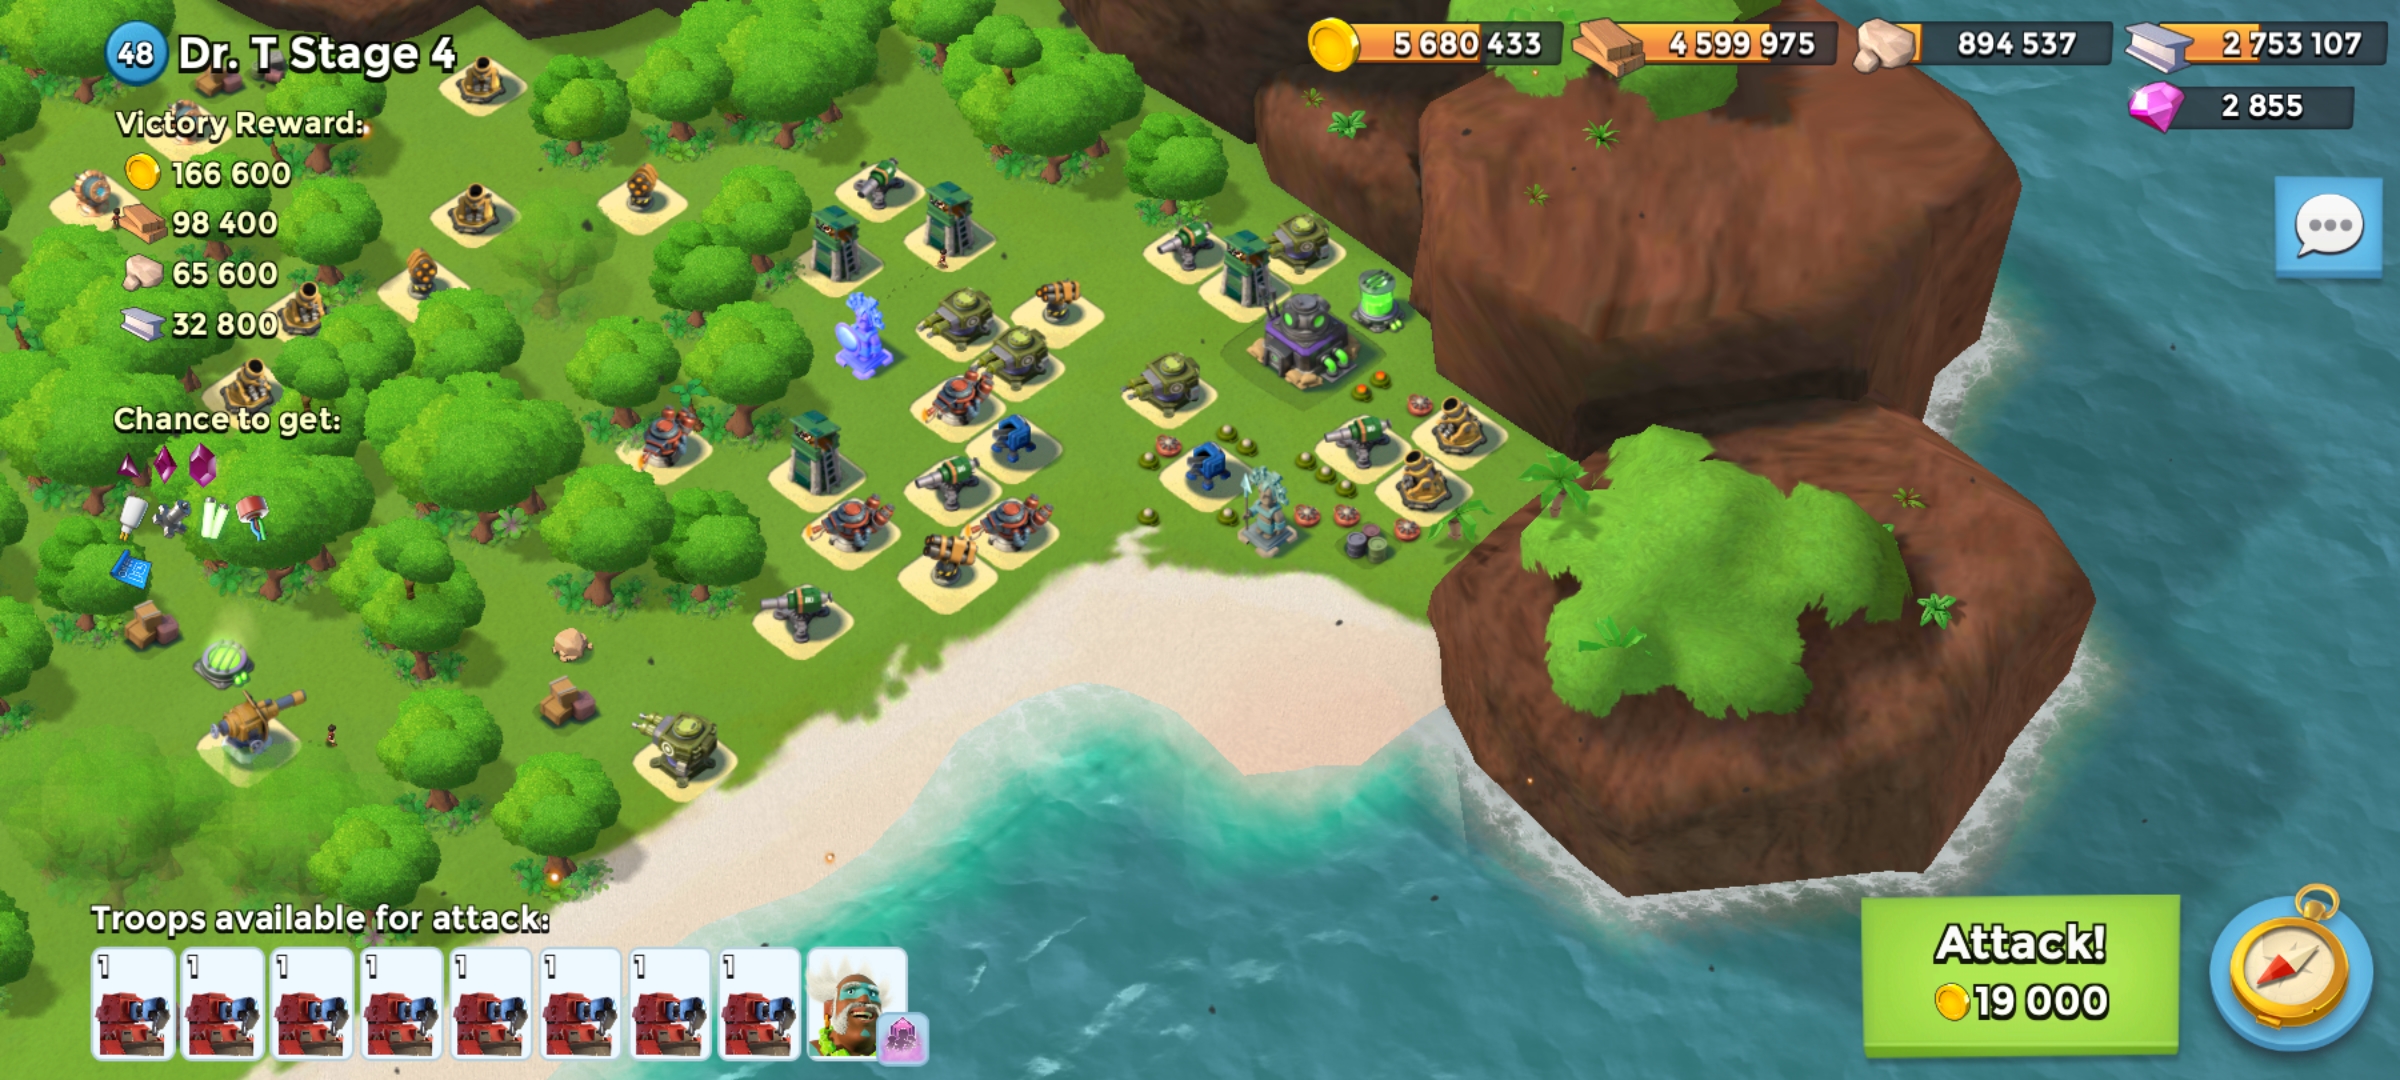 48 Dr. T Stage 4
5 680 433
4 599 975
894 537
2 753 107
2 855
Victory Reward:
166 600
98 400
65 600
32 800
Chance to get:
Troops available for attack:
1 1 1 1 1 1 1 1
Attack!
19 000